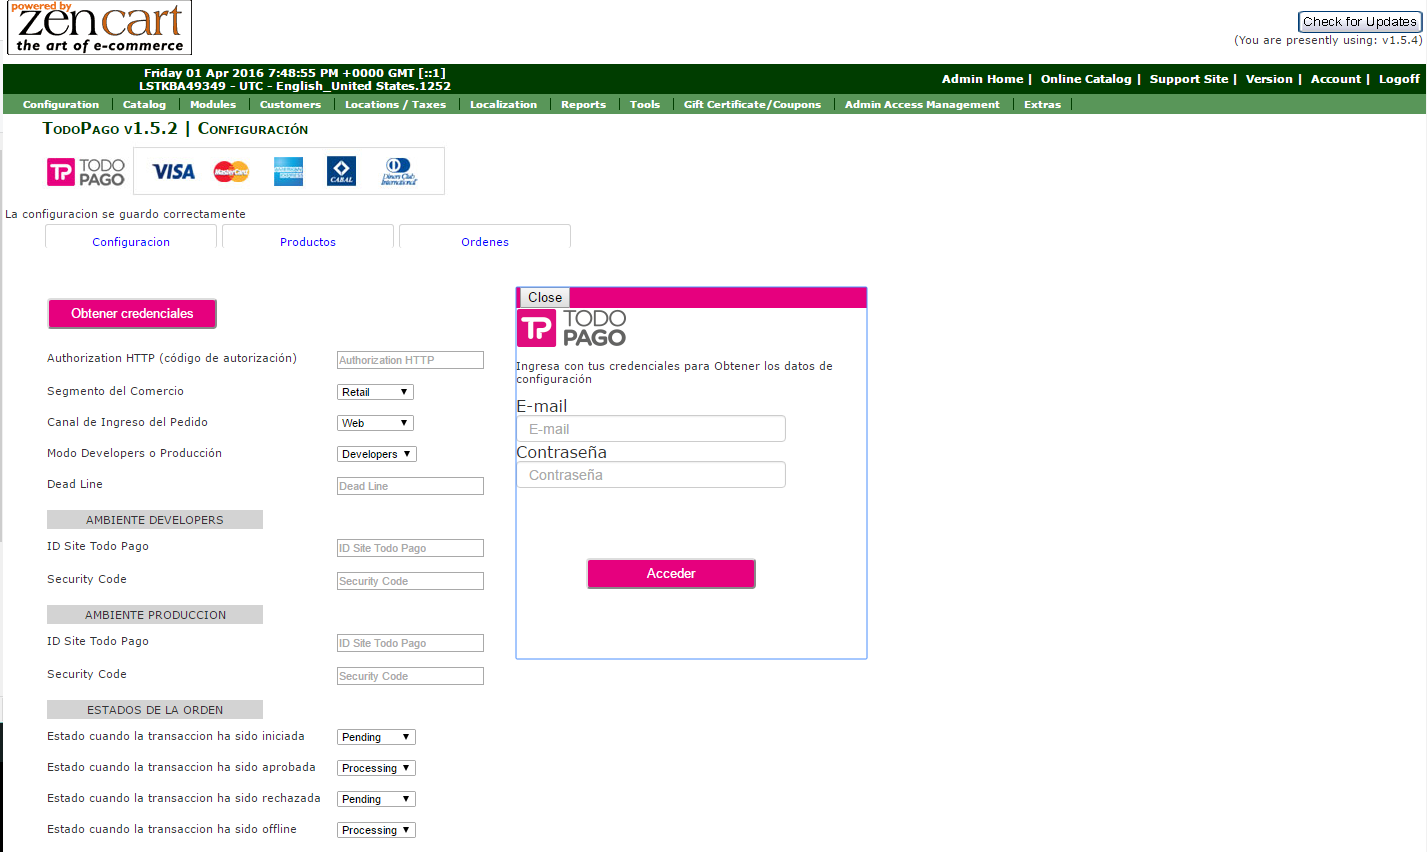 powered by
zen cart
the art of e-commerce
Check for Updates
(You are presently using: v1.5.4)
Friday 01 Apr 2016 7:48:55 PM +0000 GMT [::1]
LSTKBA49349 - UTC - English_United States.1252
Admin Home | Online Catalog | Support Site | Version | Account | Logoff
Configuration | Catalog | Modules | Customers | Locations / Taxes | Localization | Reports | Tools | Gift Certificate/Coupons | Admin Access Management | Extras |
TodoPago v1.5.2 | Configuración
TP TODO PAGO
VISA MasterCard AMERICAN EXPRESS CABAL Diners Club International
La configuracion se guardo correctamente
Configuracion Productos Ordenes
Obtener credenciales
Authorization HTTP (código de autorización) Authorization HTTP
Segmento del Comercio Retail
Canal de Ingreso del Pedido Web
Modo Developers o Producción Developers
Dead Line Dead Line
AMBIENTE DEVELOPERS
ID Site Todo Pago ID Site Todo Pago
Security Code Security Code
AMBIENTE PRODUCCION
ID Site Todo Pago ID Site Todo Pago
Security Code Security Code
ESTADOS DE LA ORDEN
Estado cuando la transaccion ha sido iniciada Pending
Estado cuando la transaccion ha sido aprobada Processing
Estado cuando la transaccion ha sido rechazada Pending
Estado cuando la transaccion ha sido offline Processing
Close
TP TODO PAGO
Ingresa con tus credenciales para Obtener los datos de
configuración
E-mail
E-mail
Contraseña
Contraseña
Acceder